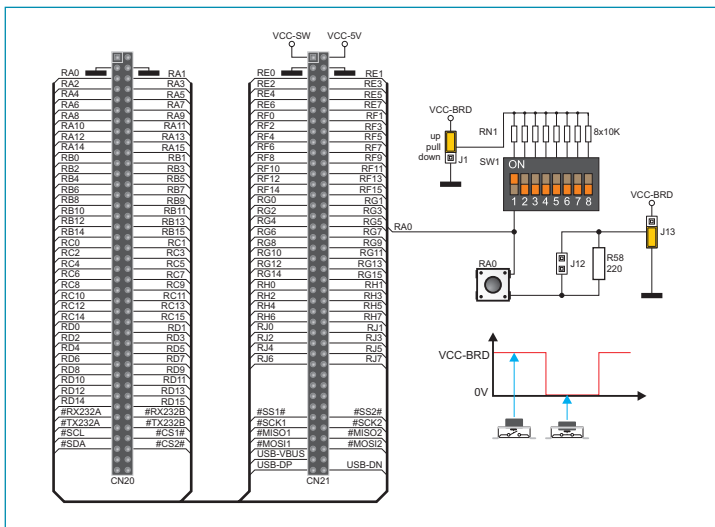 VCC-SW VCC-5V
RA0 RA1 RE0 RE1
RA2 RA3 RE2 RE3
RA4 RA5 RE4 RE5
RA6 RA7 RE6 RE7
RA8 RA9 RF0 RF1
RA10 RA11 RF2 RF3
RA12 RA13 RF4 RF5
RA14 RA15 RF6 RF7
RB0 RB1 RF8 RF9
RB2 RB3 RF10 RF11
RB4 RB5 RF12 RF13
RB6 RB7 RF14 RF15
RB8 RB9 RG0 RG1
RB10 RB11 RG2 RG3
RB12 RB13 RG4 RG5
RB14 RB15 RG6 RG7
RC0 RC1 RG8 RG9
RC2 RC3 RG10 RG11
RC4 RC5 RG12 RG13
RC6 RC7 RG14 RG15
RC8 RC9 RH0 RH1
RC10 RC11 RH2 RH3
RC12 RC13 RH4 RH5
RC14 RC15 RH6 RH7
RD0 RD1 RJ0 RJ1
RD2 RD3 RJ2 RJ3
RD4 RD5 RJ4 RJ5
RD6 RD7 RJ6 RJ7
RD8 RD9
RD10 RD11
RD12 RD13
RD14 RD15
#RX232A #RX232B #SS1# #SS2#
#TX232A #TX232B #SCK1 #SCK2
#SCL #CS1# #MISO1 #MISO2
#SDA #CS2# #MOSI1 #MOSI2
USB-VBUS
USB-DP USB-DN
CN20 CN21
VCC-BRD
up
pull
down
J1
RN1
8x10K
SW1
ON
1 2 3 4 5 6 7 8
RA0
VCC-BRD
J13
RA0
J12
R58
220
VCC-BRD
0V